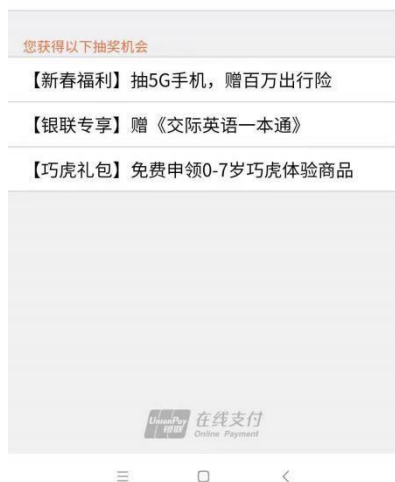 您获得以下抽奖机会
【新春福利】抽5G手机，赠百万出行险
【银联专享】赠《交际英语一本通》
【巧虎礼包】免费申领0-7岁巧虎体验商品
UnionPay 在线支付
银联 Online Payment